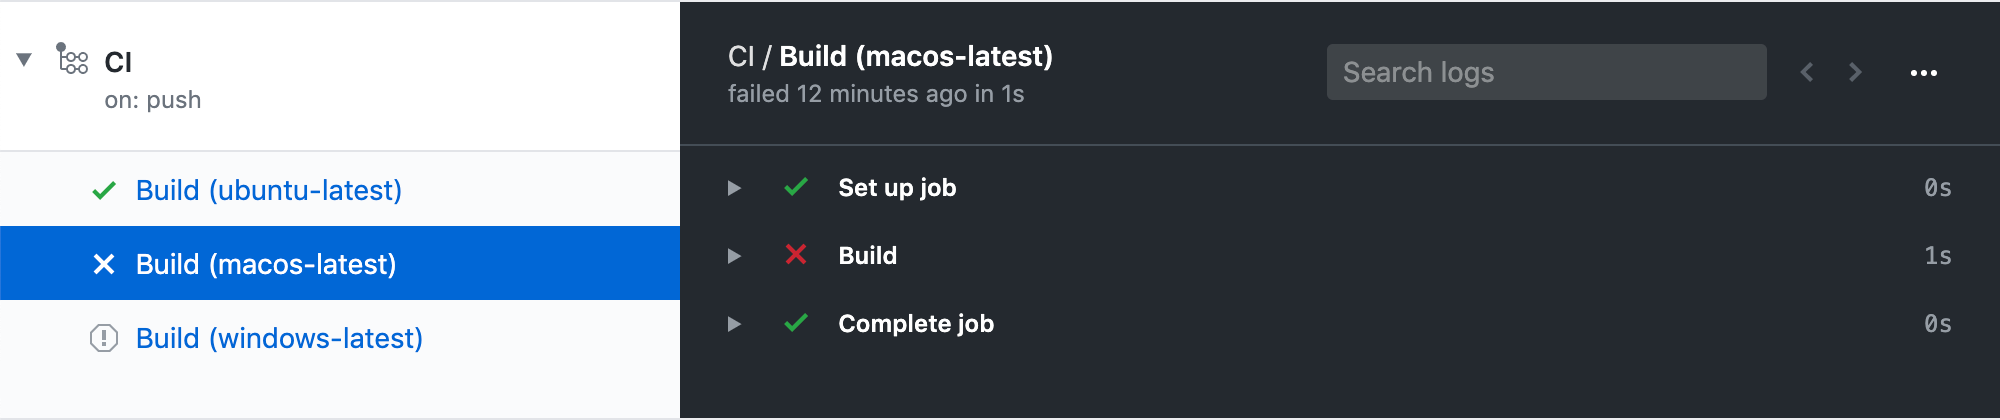 CI
on: push
Build (ubuntu-latest)
Build (macos-latest)
Build (windows-latest)
CI / Build (macos-latest)
failed 12 minutes ago in 1s
Search logs
Set up job 0s
Build 1s
Complete job 0s